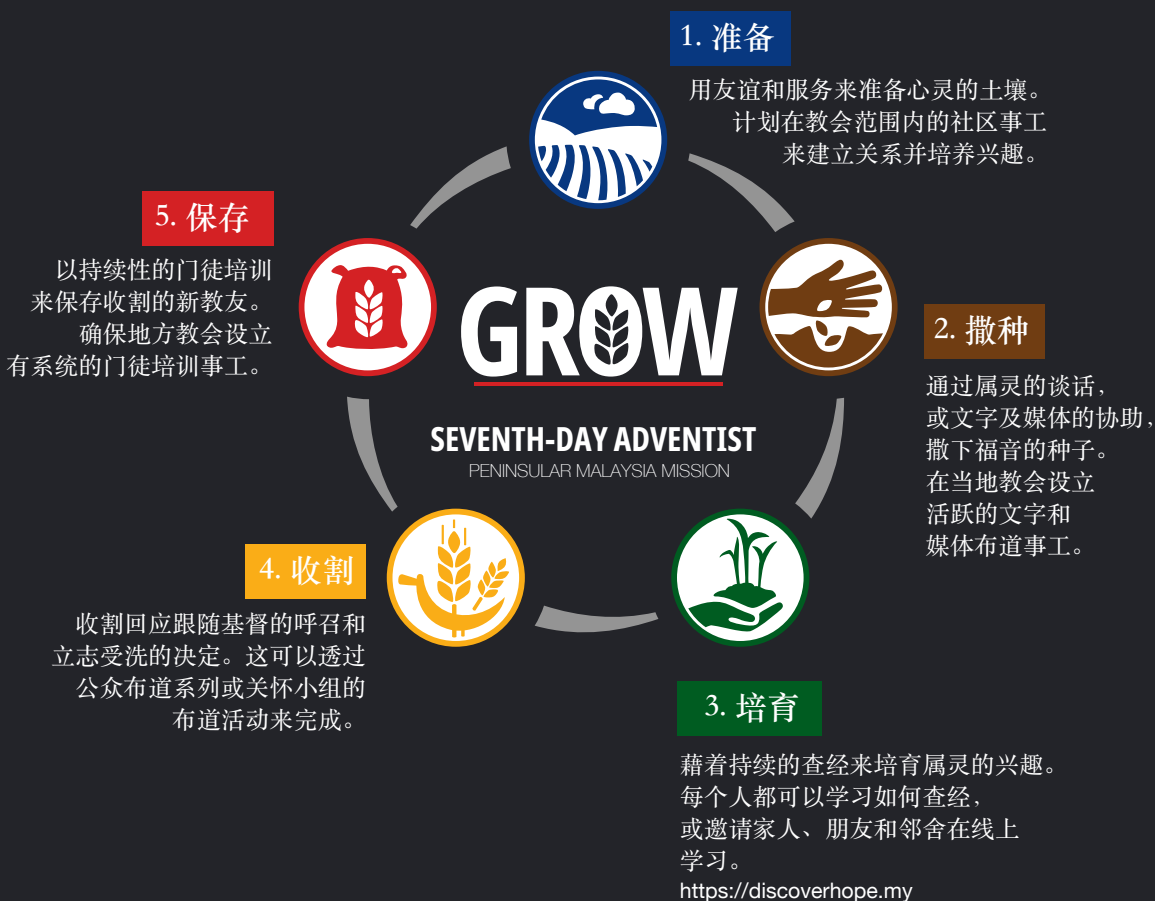 1. 准备
用友谊和服务来准备心灵的土壤。
计划在教会范围内的社区事工
来建立关系并培养兴趣。
2. 撒种
通过属灵的谈话，
或文字及媒体的协助，
撒下福音的种子。
在当地教会设立
活跃的文字和
媒体布道事工。
3. 培育
藉着持续的查经来培育属灵的兴趣。
每个人都可以学习如何查经，
或邀请家人、朋友和邻舍在线上
学习。
https://discoverhope.my
4. 收割
收割回应跟随基督的呼召和
立志受洗的决定。这可以透过
公众布道系列或关怀小组的
布道活动来完成。
5. 保存
以持续性的门徒培训
来保存收割的新教友。
确保地方教会设立
有系统的门徒培训事工。
GROW
SEVENTH-DAY ADVENTIST
PENINSULAR MALAYSIA MISSION